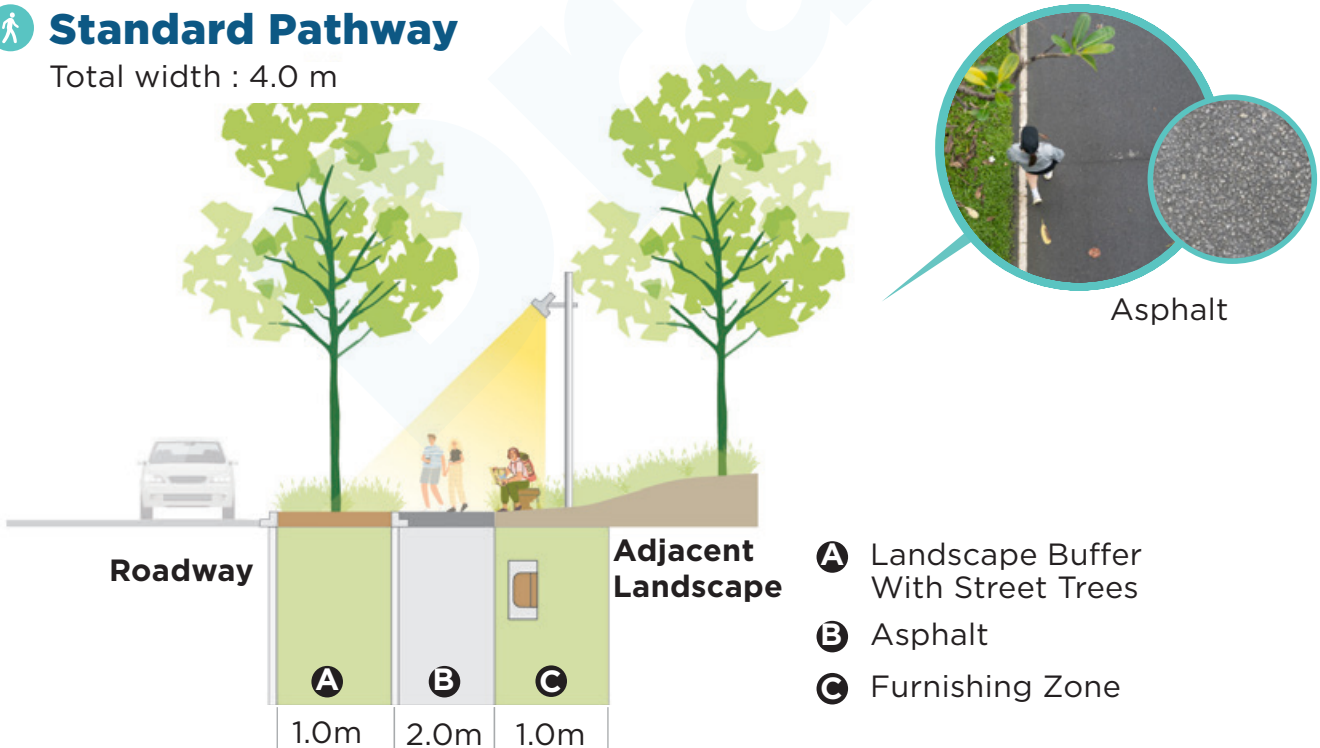 Standard Pathway
Total width : 4.0 m
Asphalt
Roadway
Adjacent
Landscape
A Landscape Buffer
With Street Trees
B Asphalt
C Furnishing Zone
A
B
C
1.0m
2.0m
1.0m